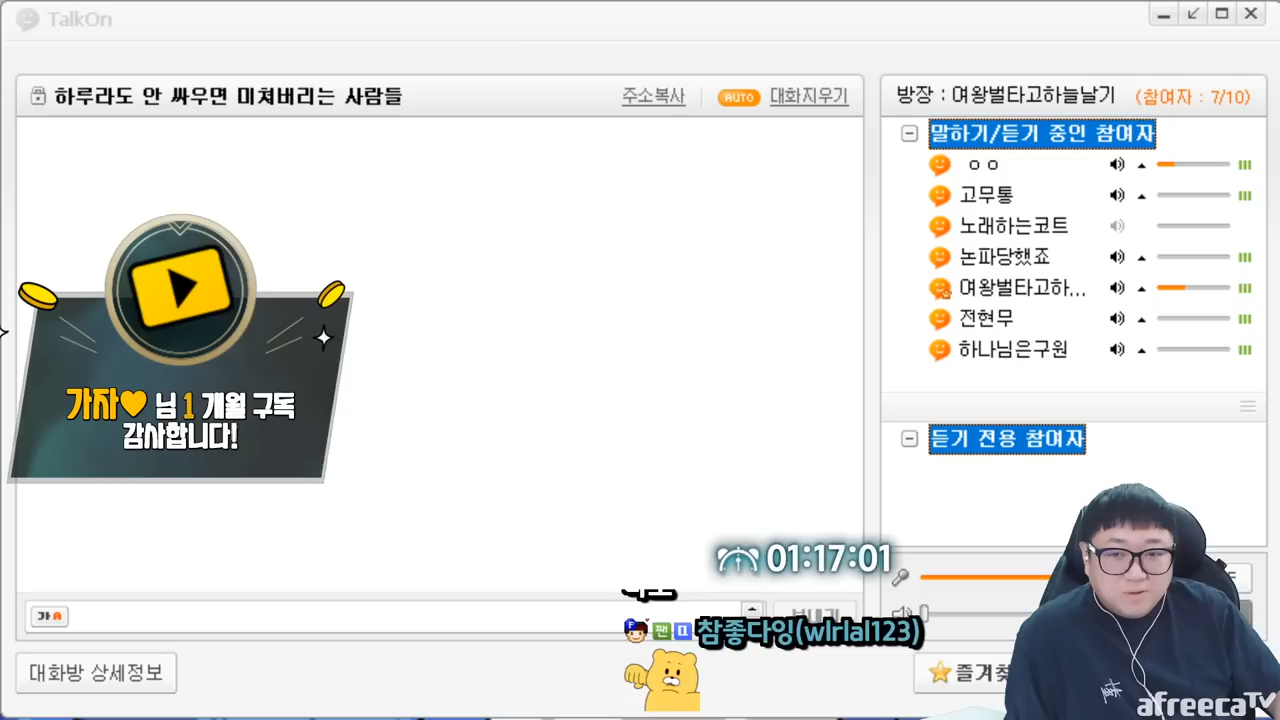 TalkOn
하루라도 안 싸우면 미쳐버리는 사람들
주소복사
AUTO
대화지우기
방장 : 여왕벌타고하늘날기
(참여자 : 7/10)
말하기/듣기 중인 참여자
ㅇㅇ
고무통
노래하는코트
논파당했죠
여왕벌타고하...
전현무
하나님은구원
듣기 전용 참여자
가자♥ 님 1 개월 구독
감사합니다!
01:17:01
가
보내기
팬
참좋다잉(wlrlal123)
대화방 상세정보
즐겨찾
afreecaTV